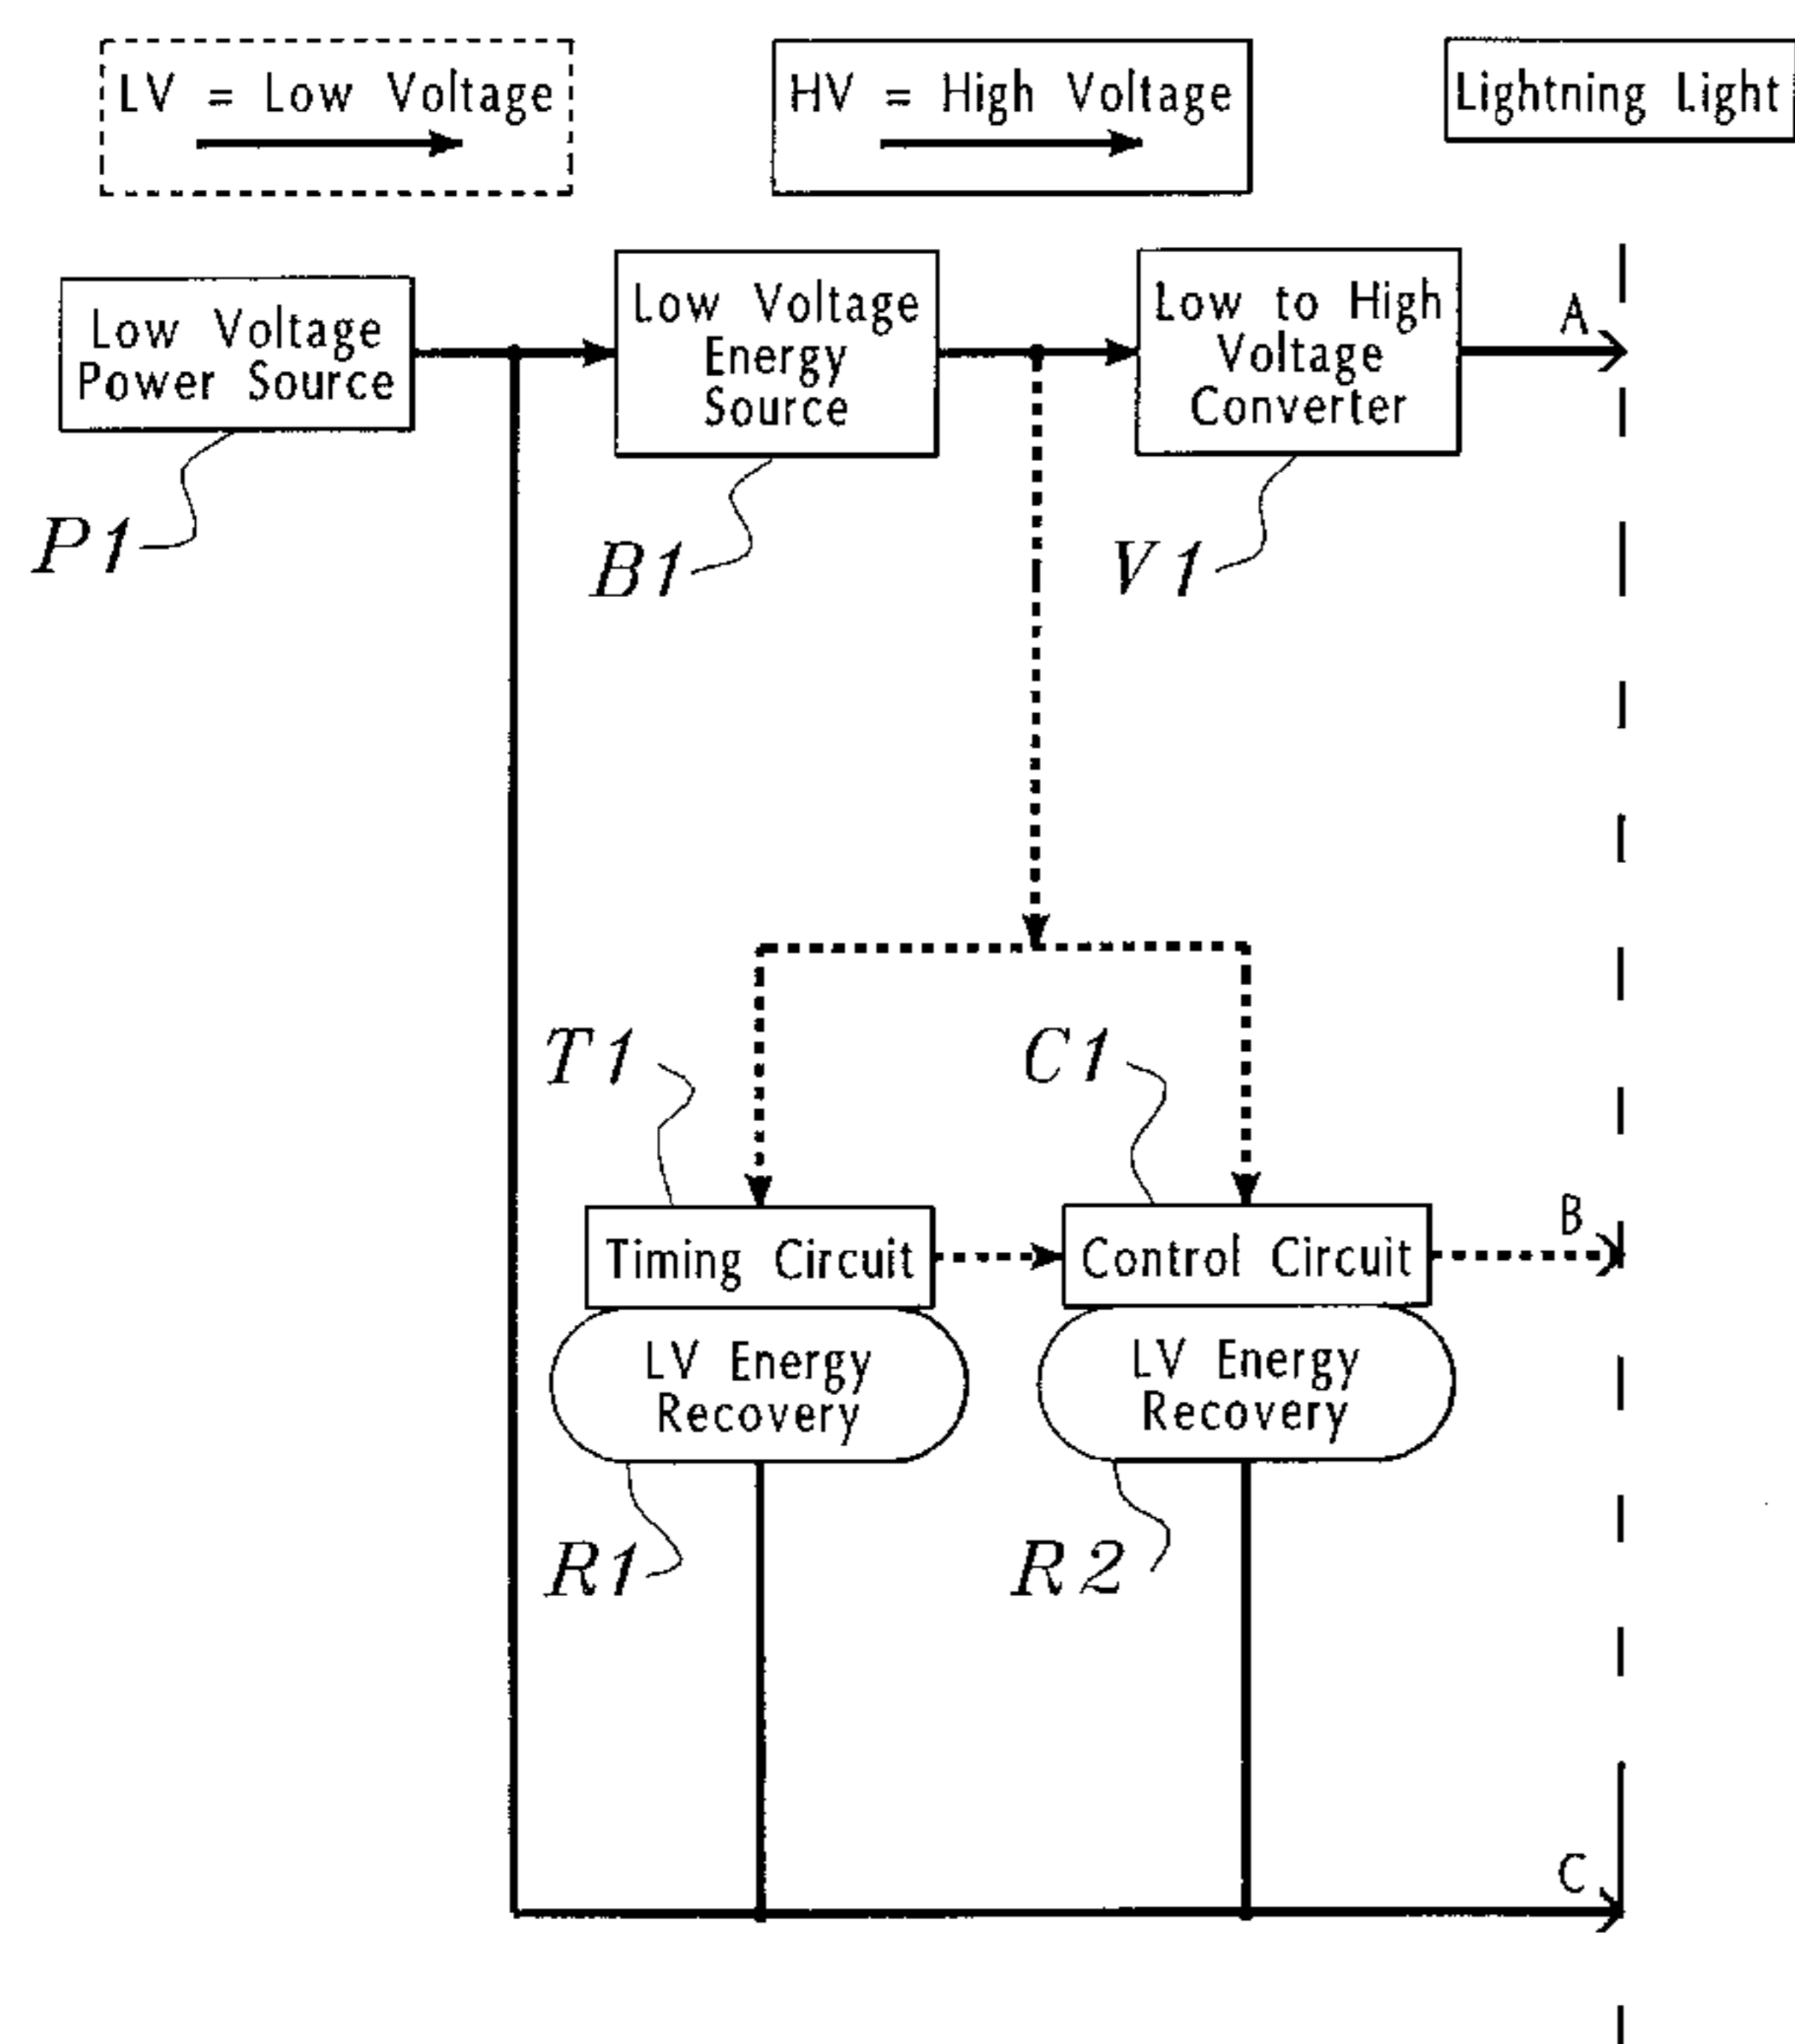 LV = Low Voltage
HV = High Voltage
Lightning Light
Low Voltage
Power Source
Low Voltage
Energy
Source
Low to High
Voltage
Converter
A
P1
B1
V1
T1
C1
Timing Circuit
Control Circuit
B
LV Energy
Recovery
LV Energy
Recovery
R1
R2
C